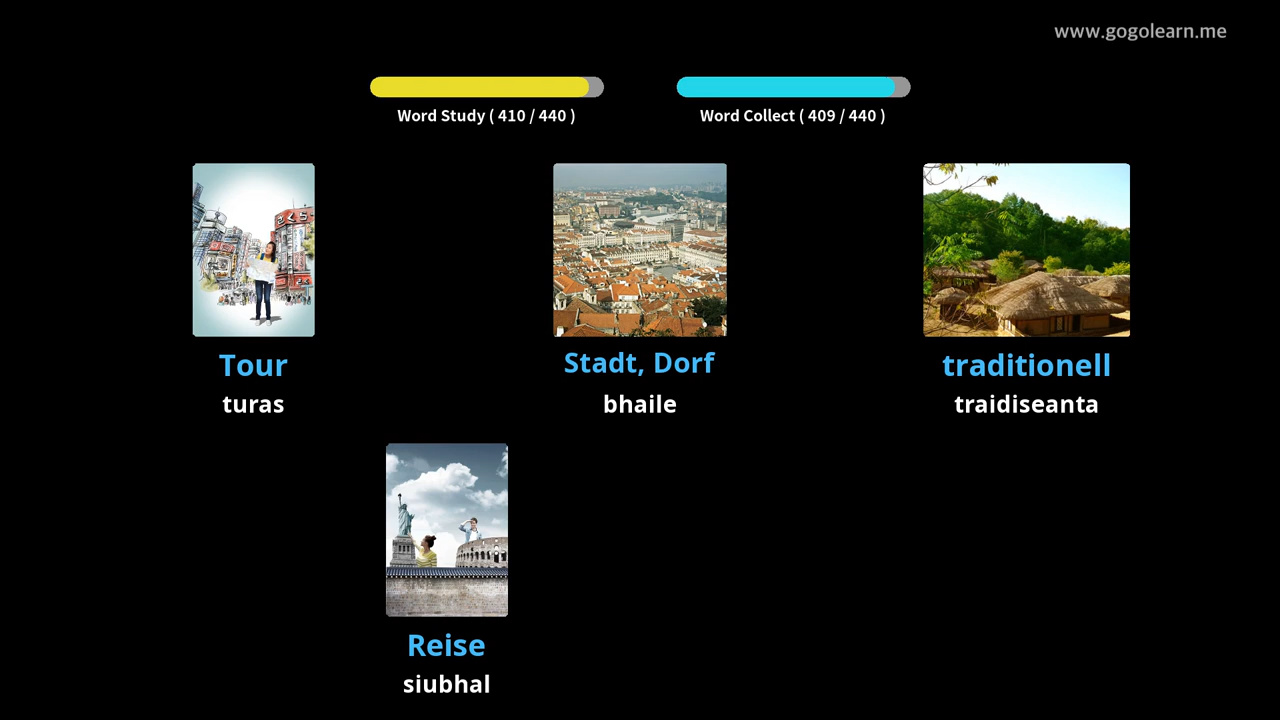 www.gogolearn.me
Word Study ( 410 / 440 )
Word Collect ( 409 / 440 )
Tour
turas
Stadt, Dorf
bhaile
traditionell
traidiseanta
Reise
siubhal